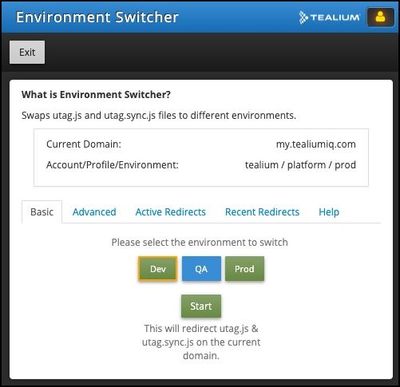 Environment Switcher
TEALIUM
Exit
What is Environment Switcher?
Swaps utag.js and utag.sync.js files to different environments.
Current Domain: my.tealiumiq.com
Account/Profile/Environment: tealium / platform / prod
Basic Advanced Active Redirects Recent Redirects Help
Please select the environment to switch
Dev QA Prod
Start
This will redirect utag.js &
utag.sync.js on the current
domain.